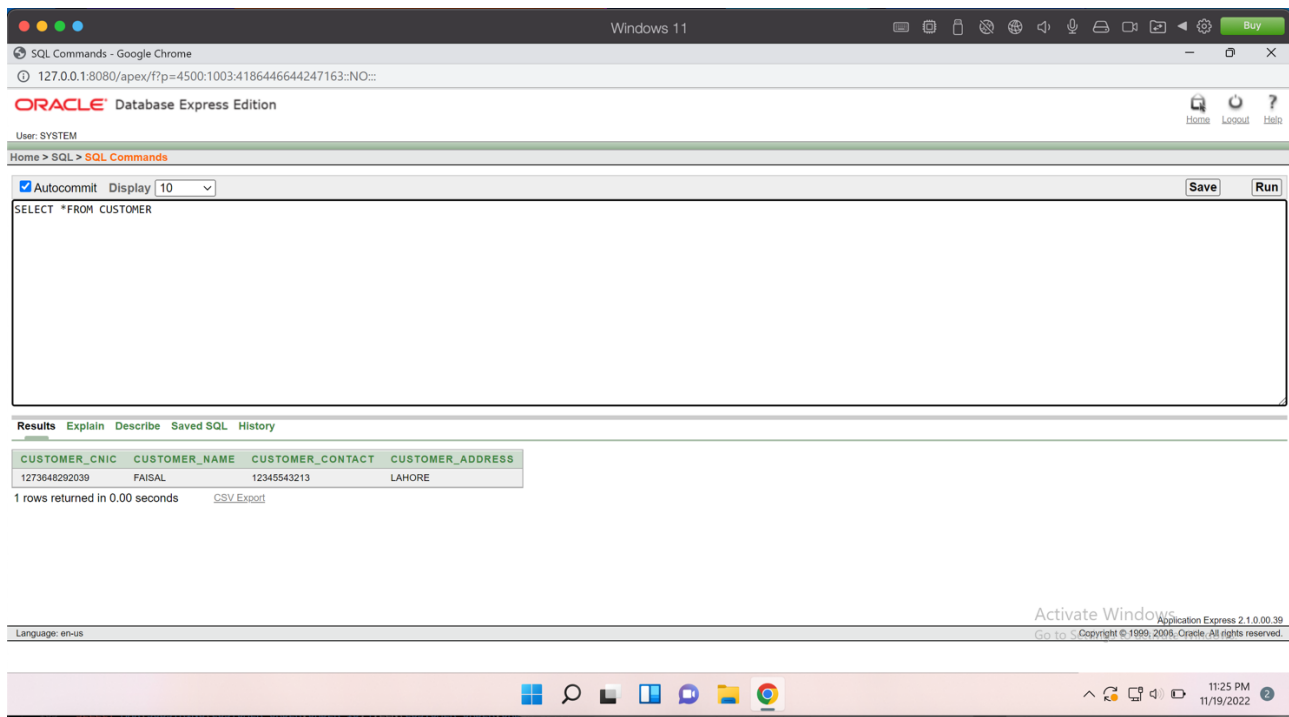 Windows 11
Buy
SQL Commands - Google Chrome
127.0.0.1:8080/apex/f?p=4500:1003:4186446644247163::NO:::
ORACLE Database Express Edition
Home Logout Help
User: SYSTEM
Home > SQL > SQL Commands
Autocommit Display 10
Save Run
SELECT *FROM CUSTOMER
Results Explain Describe Saved SQL History
CUSTOMER_CNIC CUSTOMER_NAME CUSTOMER_CONTACT CUSTOMER_ADDRESS
1273648292039 FAISAL 12345543213 LAHORE
1 rows returned in 0.00 seconds CSV Export
Activate Windows
Application Express 2.1.0.00.39
Language: en-us
Go to
Copyright © 1999, 2006, Oracle. All rights reserved.
11:25 PM
11/19/2022
2